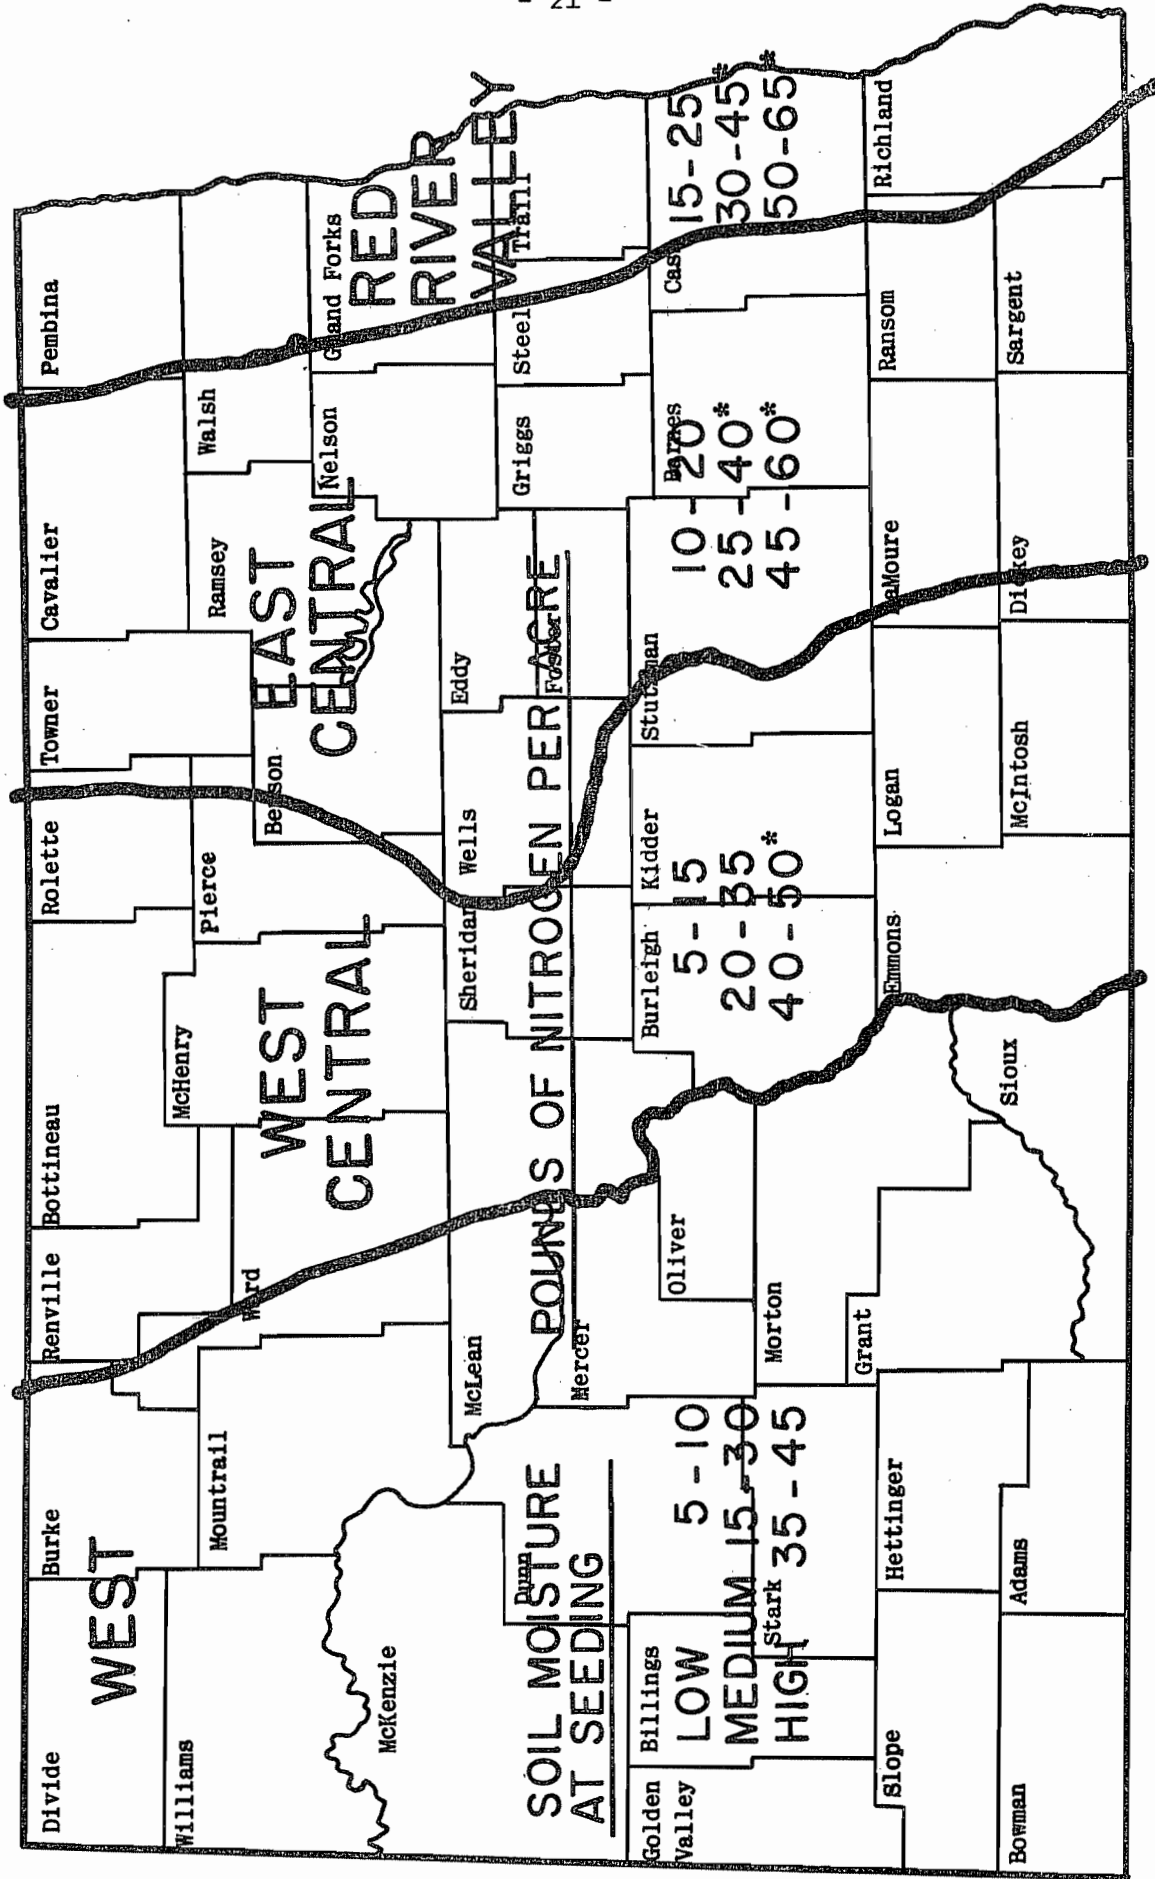 - 21 -
Divide
Burke
Renville
Bottineau
Rolette
Towner
Cavalier
Pembina
WEST
Williams
Mountrail
Ward
McHenry
Pierce
Ramsey
Walsh
WEST
CENTRAL
Benson
EAST
CENTRAL
Nelson
Grand Forks
RED
RIVER
VALLEY
McKenzie
McLean
Sheridan
Wells
Eddy
Griggs
Steel
Traill
Dunn
Mercer
Foster
SOIL MOISTURE
AT SEEDING
POUNDS OF NITROGEN PER ACRE
Golden
Valley
Billings
Stark
Oliver
Burleigh
Kidder
Stutsman
Barnes
Cass
LOW 5-10 5-15 10-20 15-25
MEDIUM 15-30 20-35 25-40* 30-45*
HIGH 35-45 40-50* 45-60* 50-65*
Morton
Grant
Slope
Hettinger
Emmons
Logan
LaMoure
Ransom
Richland
Bowman
Adams
Sioux
McIntosh
Dickey
Sargent